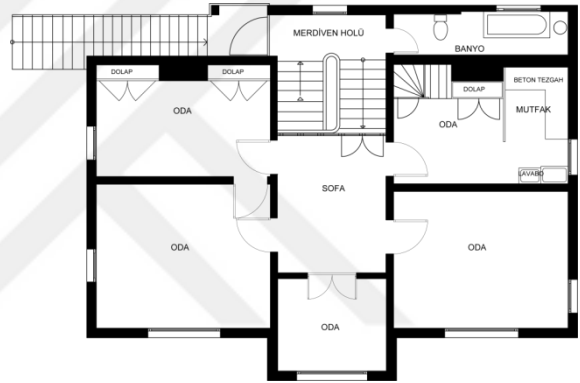 MERDİVEN HOLÜ
BANYO
DOLAP
DOLAP
DOLAP
BETON TEZGAH
MUTFAK
ODA
ODA
LAVABO
SOFA
ODA
ODA
ODA